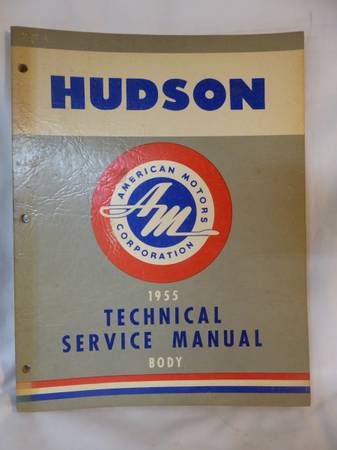 HUDSON
AMERICAN MOTORS
AM
CORPORATION
1955
TECHNICAL
SERVICE MANUAL
BODY